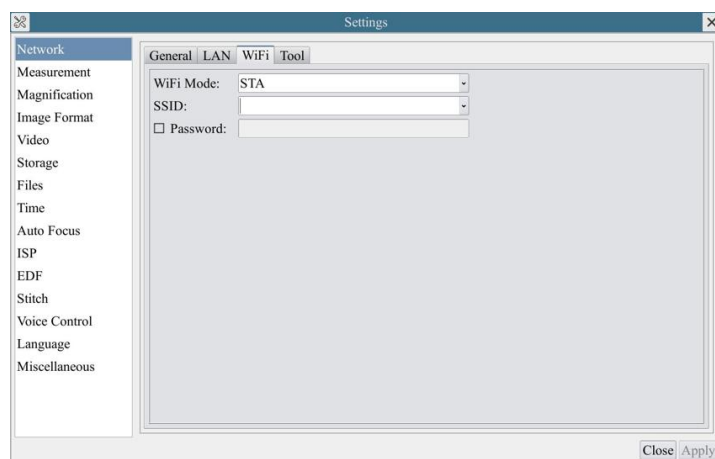 Settings
Network
Measurement
Magnification
Image Format
Video
Storage
Files
Time
Auto Focus
ISP
EDF
Stitch
Voice Control
Language
Miscellaneous
General LAN WiFi Tool
WiFi Mode: STA
SSID:
Password:
Close Apply